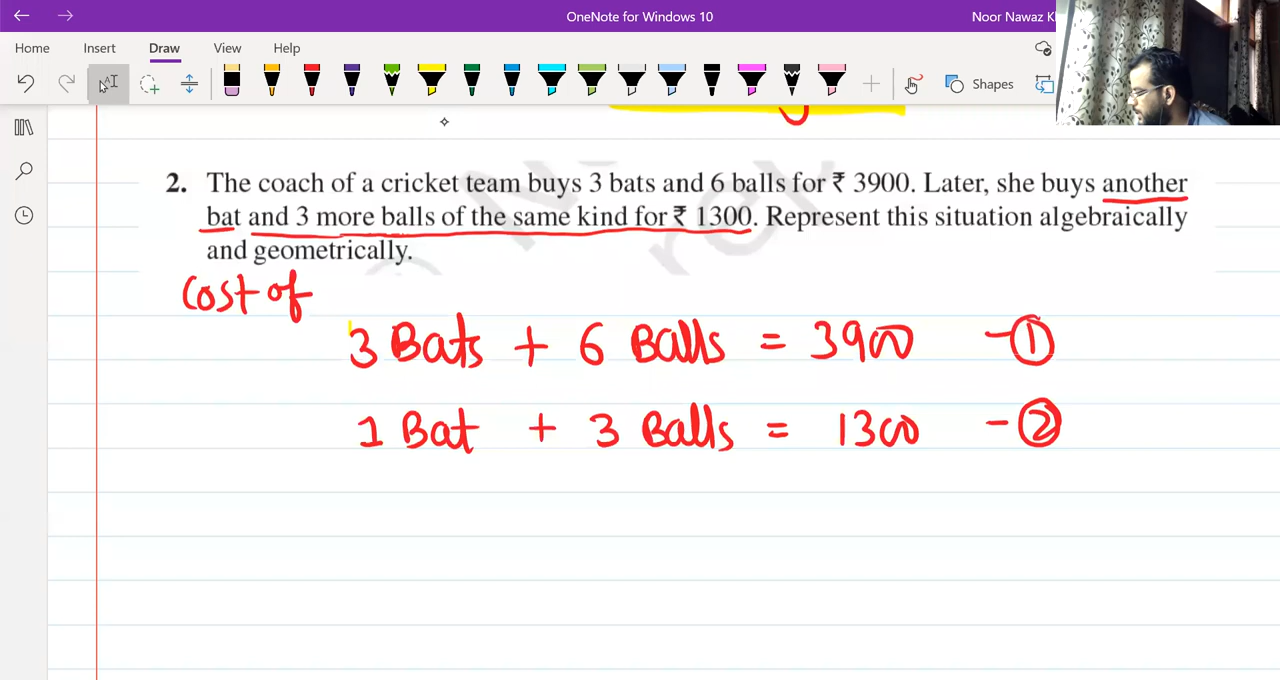 OneNote for Windows 10
Noor Nawaz
Home Insert Draw View Help
Shapes
2. The coach of a cricket team buys 3 bats and 6 balls for ₹ 3900. Later, she buys another
bat and 3 more balls of the same kind for ₹ 1300. Represent this situation algebraically
and geometrically.
Cost of
3 Bats + 6 Balls = 3900 -①
1 Bat + 3 Balls = 1300 -②